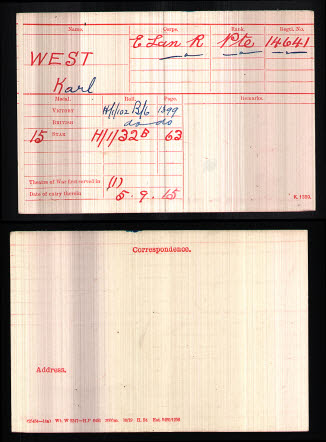 Name. Corps. Rank. Regtl. No.
WEST E Lan R Pte 14641
Karl
Medal. Roll. Page. Remarks.
VICTORY H/1/102 B16 1899
BRITISH do do
15 STAR H/1/32B 63
Theatre of War first served in (1)
Date of entry therein 5.9.15
K. 1380.
Correspondence.
Address.